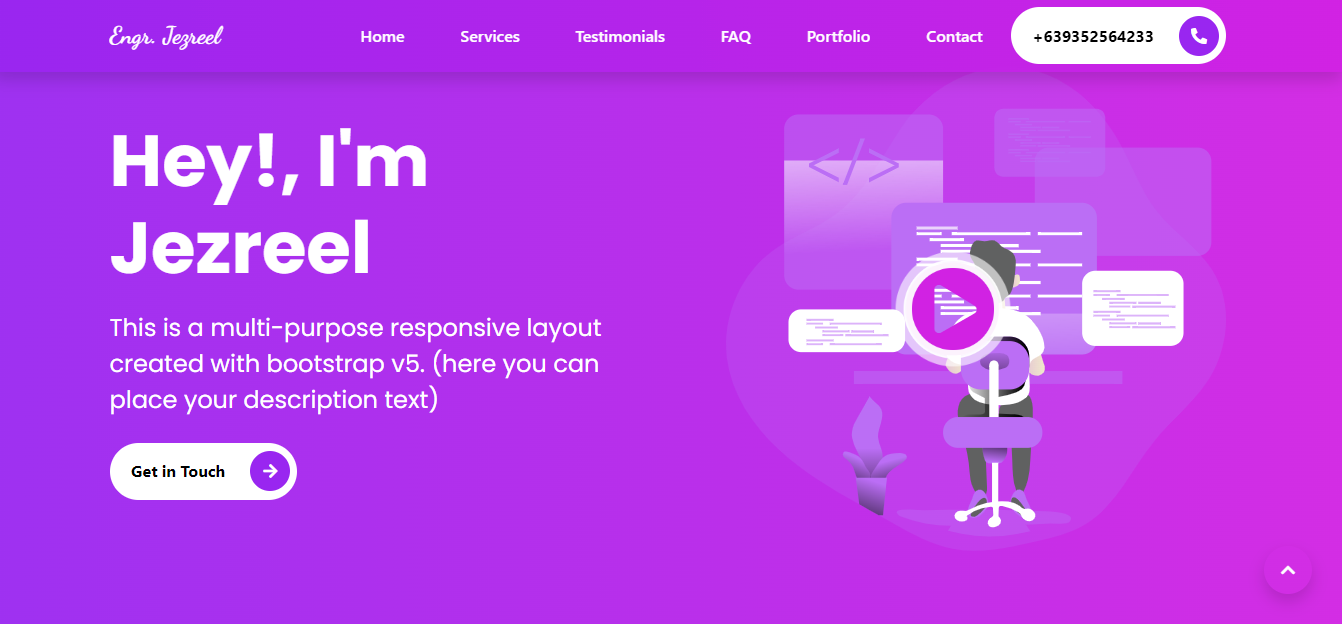 Engr. Jezreel
Home
Services
Testimonials
FAQ
Portfolio
Contact
+639352564233
Hey!, I'm
Jezreel
This is a multi-purpose responsive layout
created with bootstrap v5. (here you can
place your description text)
Get in Touch
</>